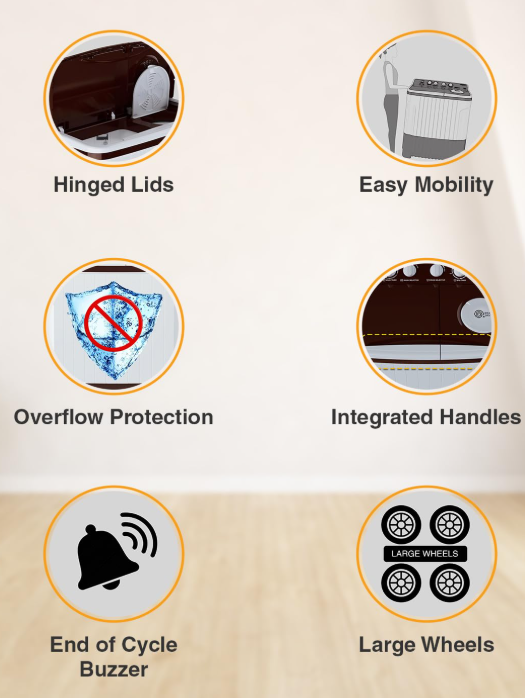 Hinged Lids
Easy Mobility
Overflow Protection
Integrated Handles
LARGE WHEELS
End of Cycle
Buzzer
Large Wheels